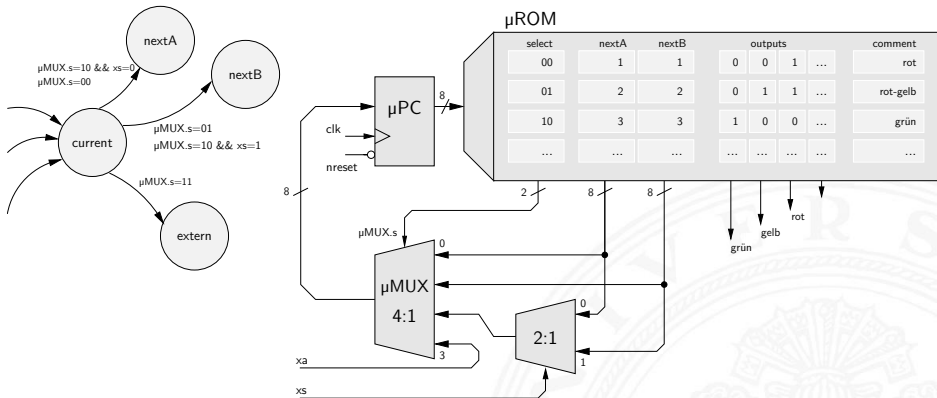 nextA
µMUX.s=10 && xs=0
µMUX.s=00
nextB
current
µMUX.s=01
µMUX.s=10 && xs=1
µMUX.s=11
extern
µROM
select nextA nextB outputs comment
00 1 1 0 0 1 ... rot
01 2 2 0 1 1 ... rot-gelb
10 3 3 1 0 0 ... grün
... ... ... ... ... ... ... ...
µPC
8
clk
nreset
8
2
8
8
µMUX.s
grün
gelb
rot
0
µMUX
4:1
3
0
2:1
1
xa
xs
VERS